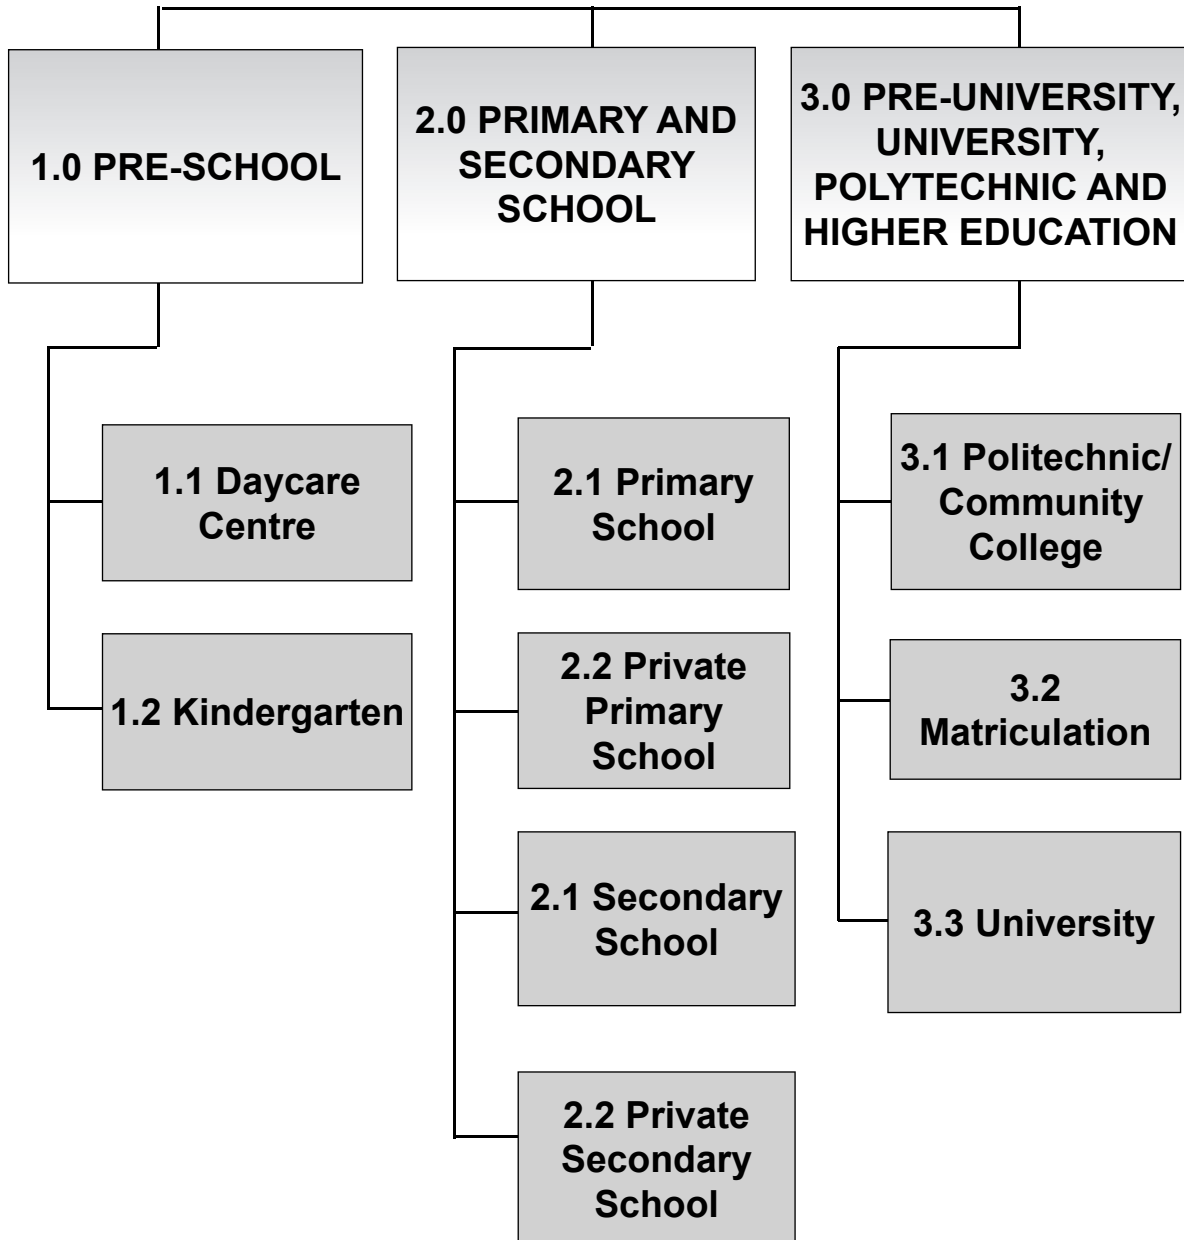 1.0 PRE-SCHOOL
2.0 PRIMARY AND
SECONDARY
SCHOOL
3.0 PRE-UNIVERSITY,
UNIVERSITY,
POLYTECHNIC AND
HIGHER EDUCATION
1.1 Daycare
Centre
1.2 Kindergarten
2.1 Primary
School
2.2 Private
Primary
School
2.1 Secondary
School
2.2 Private
Secondary
School
3.1 Politechnic/
Community
College
3.2
Matriculation
3.3 University